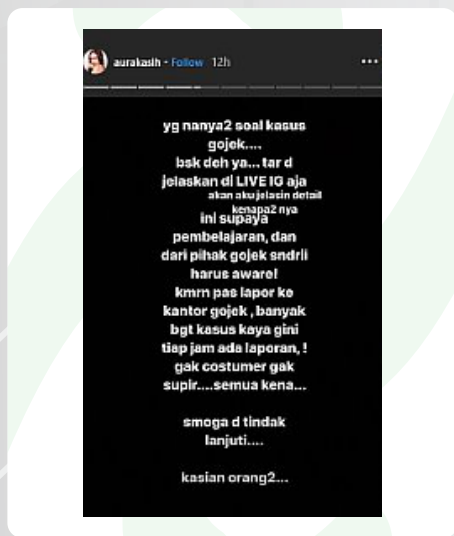 aurakasih • Follow 12h
yg nanya2 soal kasus
gojek....
bsk deh ya... tar d
jelaskan di LIVE IG aja
akan aku jelasin detail
kenapa2 nya
ini supaya
pembelajaran, dan
dari pihak gojek sndrii
harus aware!
kmrn pas lapor ke
kantor gojek , banyak
bgt kasus kaya gini
tiap jam ada laporan, !
gak costumer gak
supir....semua kena...
smoga d tindak
lanjuti....
kasian orang2...